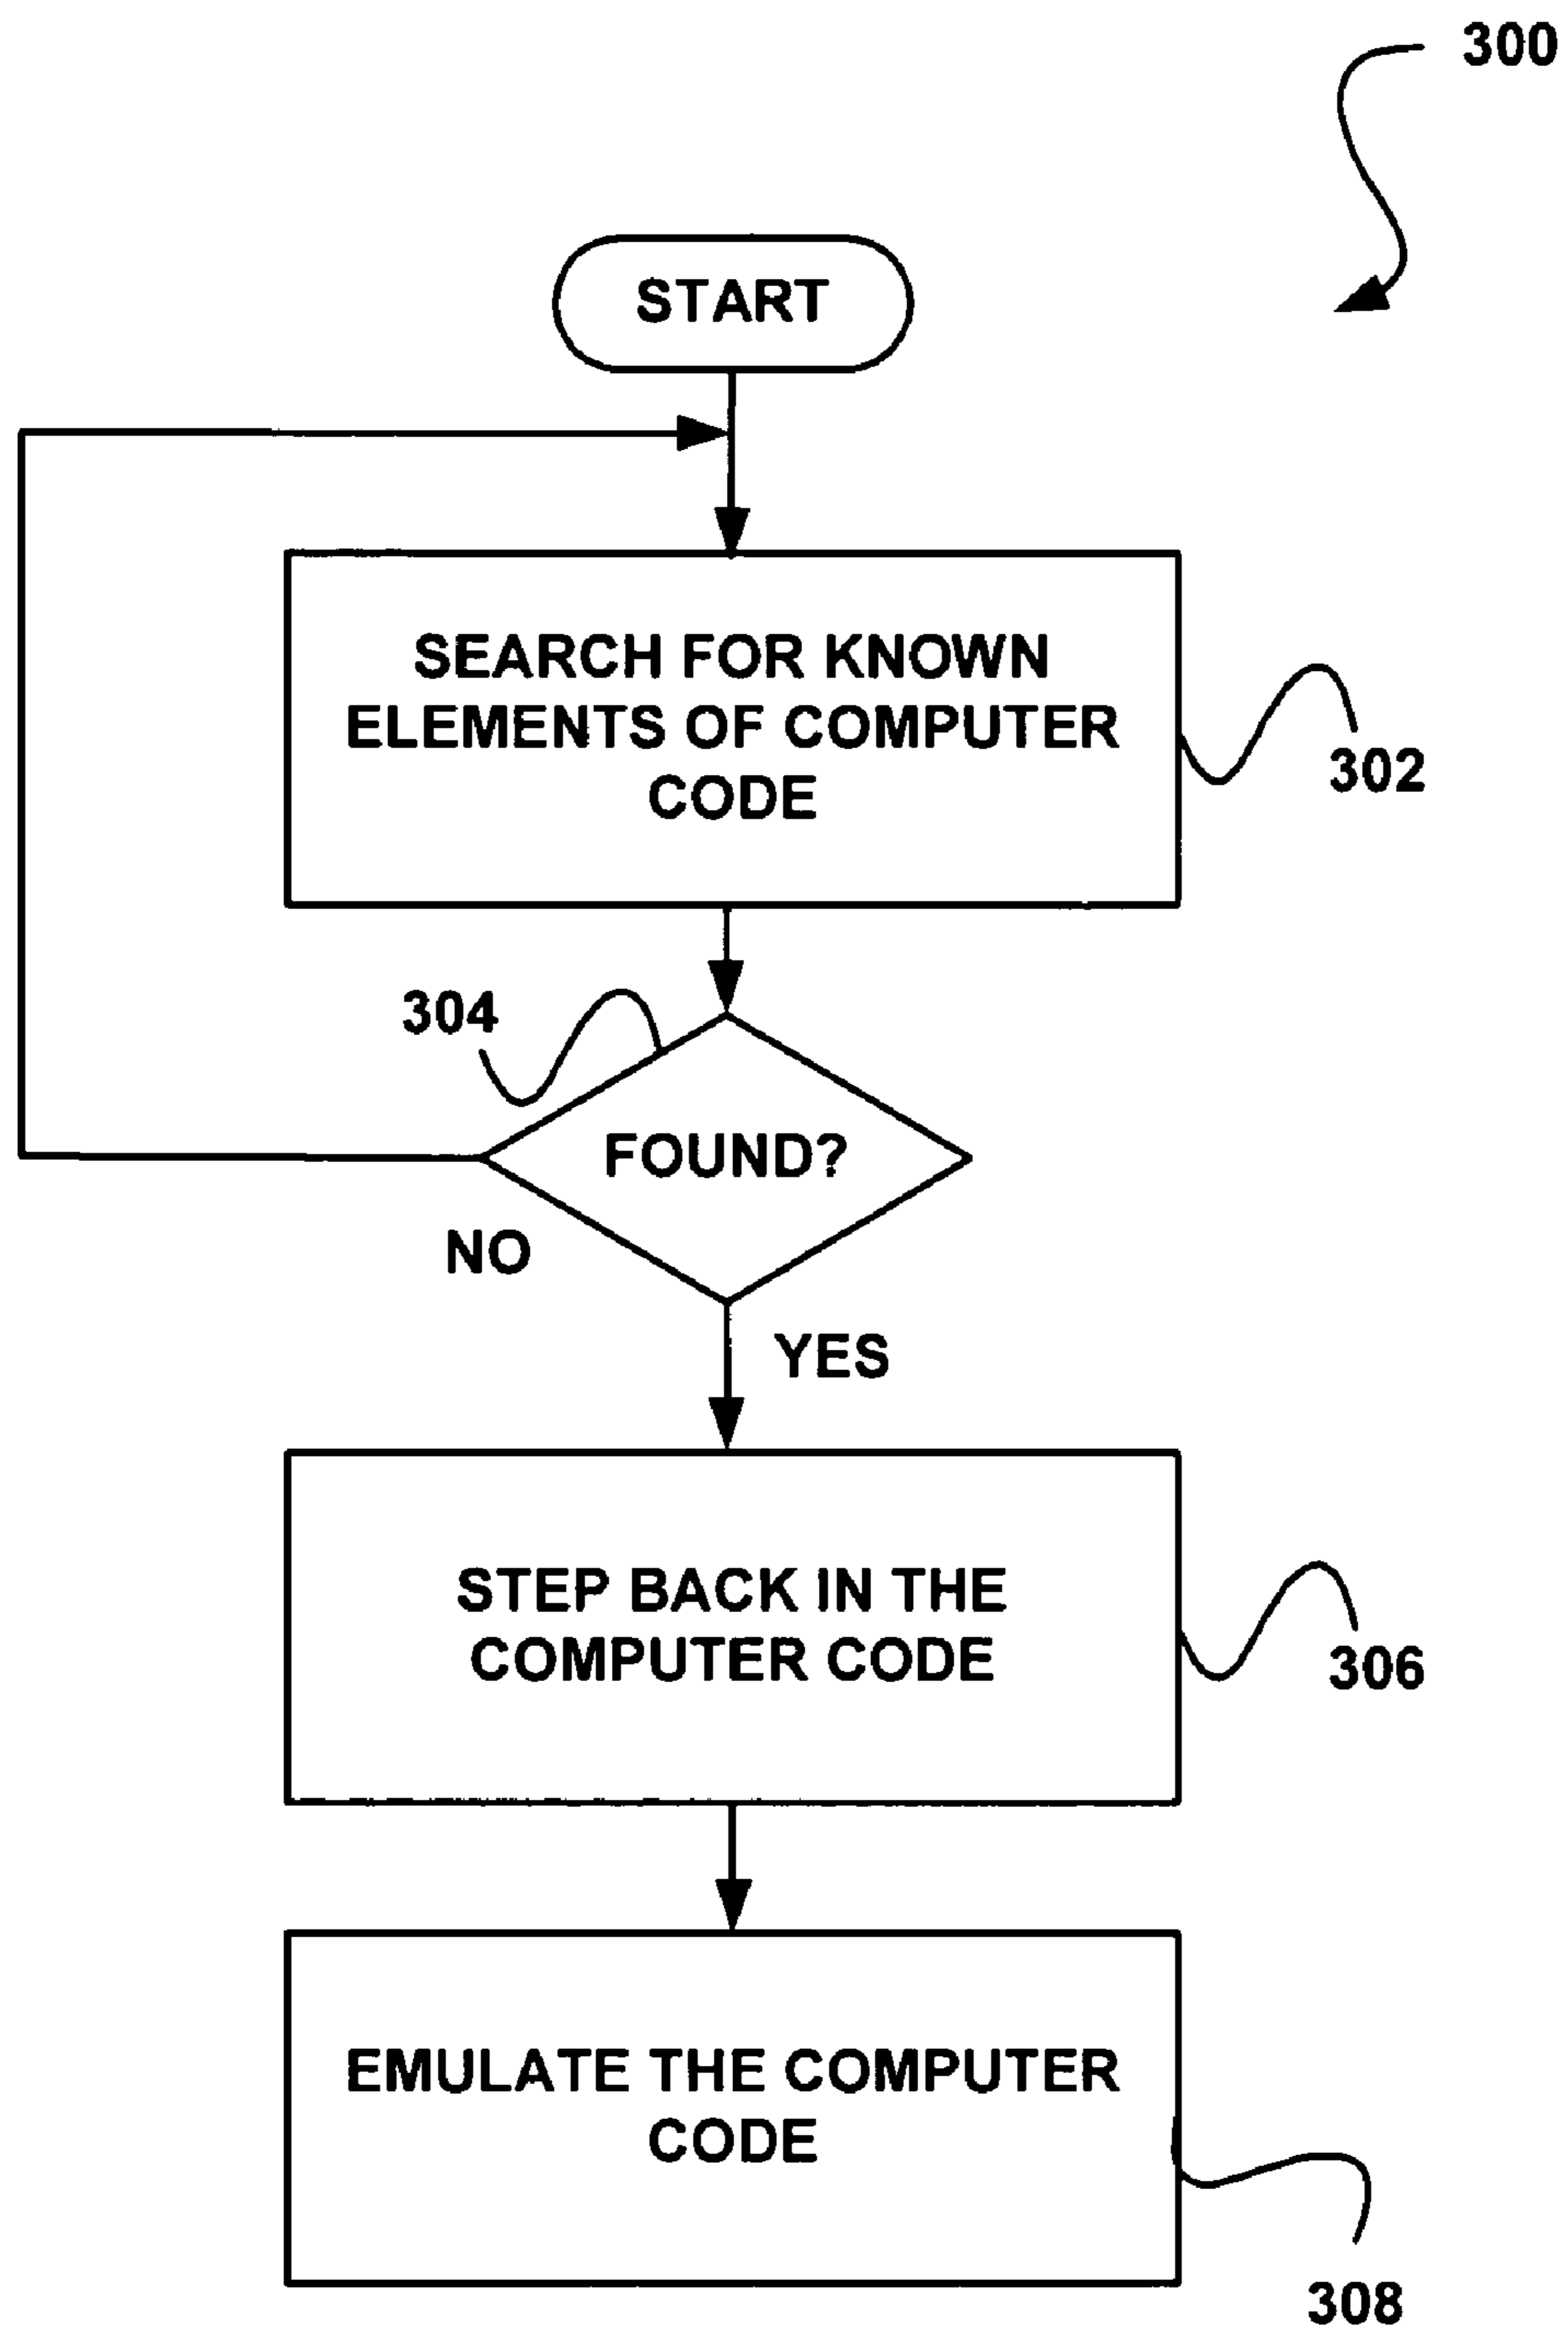 300
START
SEARCH FOR KNOWN
ELEMENTS OF COMPUTER
CODE
302
304
FOUND?
NO
YES
STEP BACK IN THE
COMPUTER CODE
306
EMULATE THE COMPUTER
CODE
308